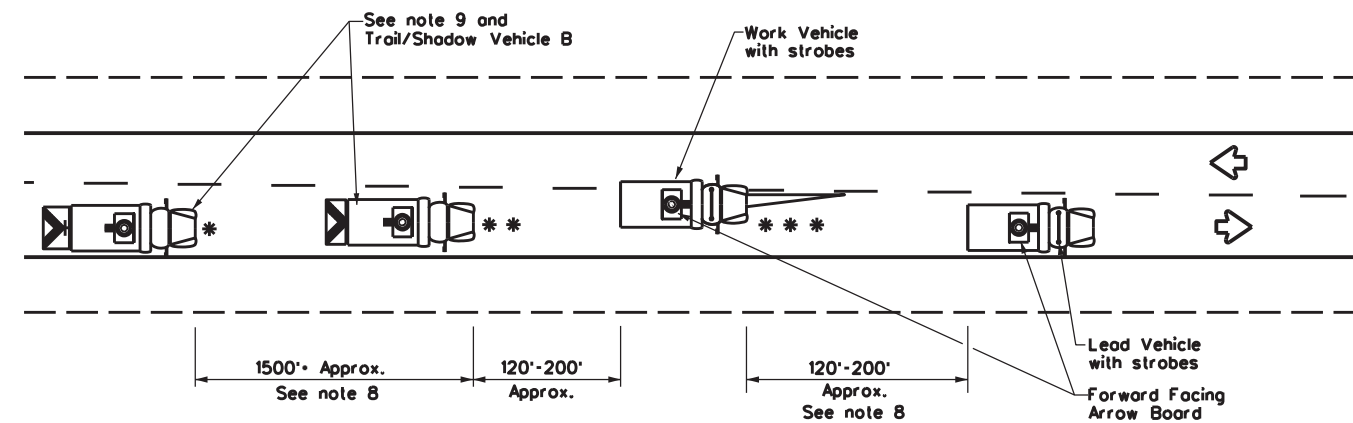 See note 9 and
Trail/Shadow Vehicle B
Work Vehicle
with strobes
*
* *
* * *
1500'+ Approx.
See note 8
120'-200'
Approx.
120'-200'
Approx.
See note 8
Lead Vehicle
with strobes
Forward Facing
Arrow Board